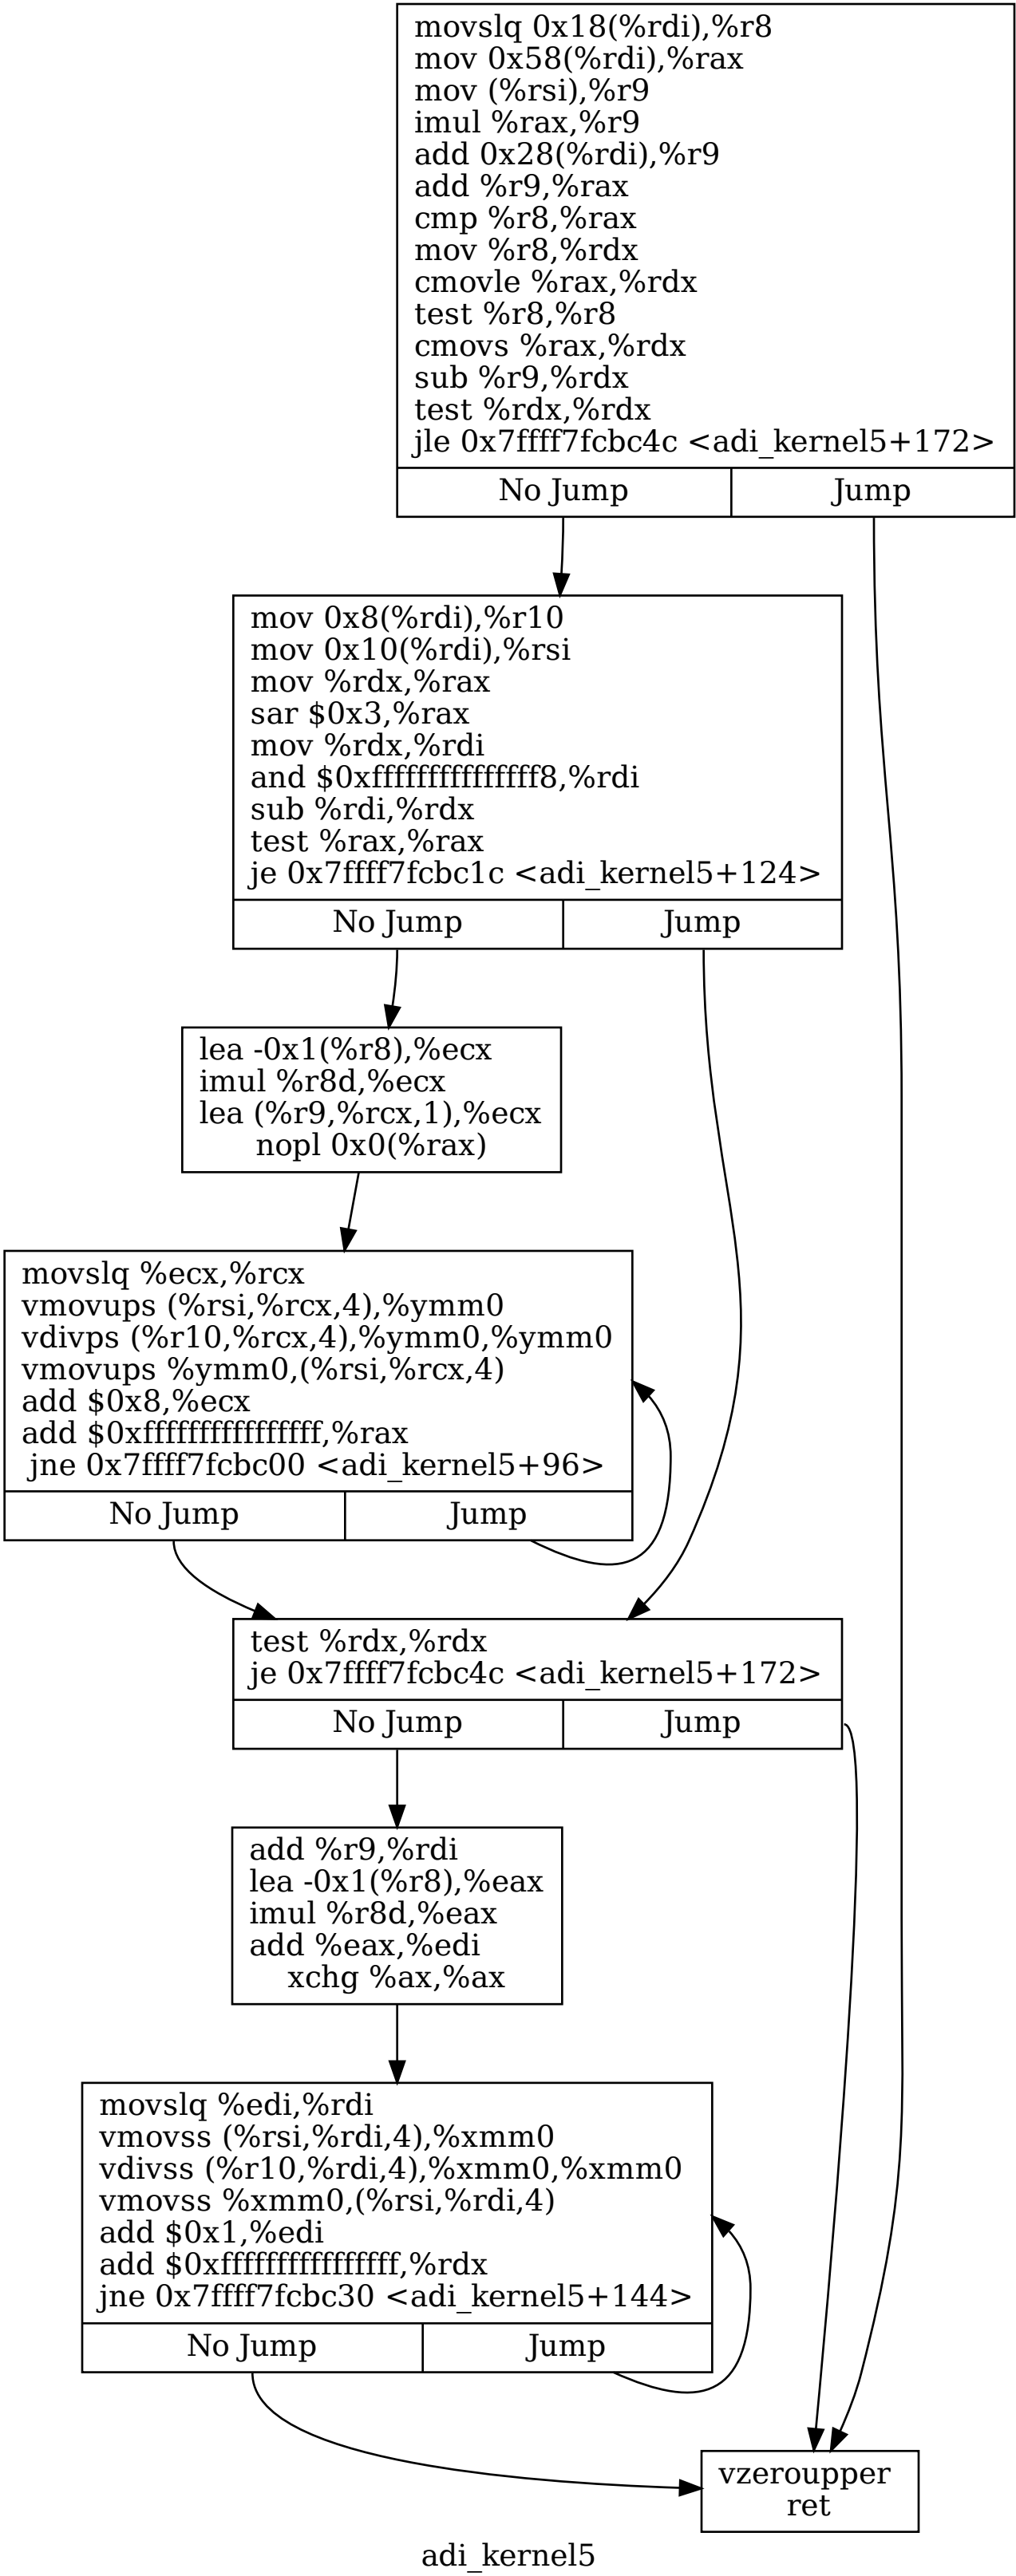 movslq 0x18(%rdi),%r8
mov 0x58(%rdi),%rax
mov (%rsi),%r9
imul %rax,%r9
add 0x28(%rdi),%r9
add %r9,%rax
cmp %r8,%rax
mov %r8,%rdx
cmovle %rax,%rdx
test %r8,%r8
cmovs %rax,%rdx
sub %r9,%rdx
test %rdx,%rdx
jle 0x7ffff7fcbc4c <adi_kernel5+172>
No Jump Jump
mov 0x8(%rdi),%r10
mov 0x10(%rdi),%rsi
mov %rdx,%rax
sar $0x3,%rax
mov %rdx,%rdi
and $0xfffffffffffffff8,%rdi
sub %rdi,%rdx
test %rax,%rax
je 0x7ffff7fcbc1c <adi_kernel5+124>
No Jump Jump
lea -0x1(%r8),%ecx
imul %r8d,%ecx
lea (%r9,%rcx,1),%ecx
nopl 0x0(%rax)
movslq %ecx,%rcx
vmovups (%rsi,%rcx,4),%ymm0
vdivps (%r10,%rcx,4),%ymm0,%ymm0
vmovups %ymm0,(%rsi,%rcx,4)
add $0x8,%ecx
add $0xffffffffffffffff,%rax
jne 0x7ffff7fcbc00 <adi_kernel5+96>
No Jump Jump
test %rdx,%rdx
je 0x7ffff7fcbc4c <adi_kernel5+172>
No Jump Jump
add %r9,%rdi
lea -0x1(%r8),%eax
imul %r8d,%eax
add %eax,%edi
xchg %ax,%ax
movslq %edi,%rdi
vmovss (%rsi,%rdi,4),%xmm0
vdivss (%r10,%rdi,4),%xmm0,%xmm0
vmovss %xmm0,(%rsi,%rdi,4)
add $0x1,%edi
add $0xffffffffffffffff,%rdx
jne 0x7ffff7fcbc30 <adi_kernel5+144>
No Jump Jump
vzeroupper
ret
adi_kernel5